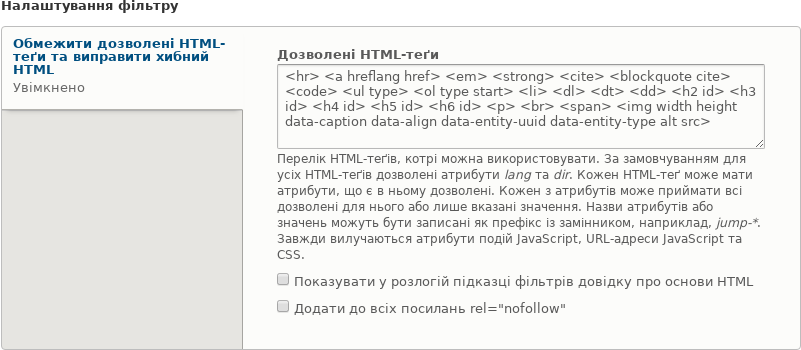 Налаштування фільтру
Обмежити дозволені HTML-
теґи та виправити хибний
HTML
Увімкнено
Дозволені HTML-теґи
<hr> <a hreflang href> <em> <strong> <cite> <blockquote cite>
<code> <ul type> <ol type start> <li> <dl> <dt> <dd> <h2 id> <h3
id> <h4 id> <h5 id> <h6 id> <p> <br> <span> <img width height
data-caption data-align data-entity-uuid data-entity-type alt src>
Перелік HTML-теґів, котрі можна використовувати. За замовчуванням для
усіх HTML-теґів дозволені атрибути lang та dir. Кожен HTML-тег може мати
атрибути, що є в ньому дозволені. Кожен з атрибутів може приймати всі
дозволені для нього або лише вказані значення. Назви атрибутів або
значень можуть бути записані як префікс із замінником, наприклад, jump-*.
Завжди вилучаються атрибути подій JavaScript, URL-адреси JavaScript та
CSS.
Показувати у розлогій підказці фільтрів довідку про основи HTML
Додати до всіх посилань rel="nofollow"